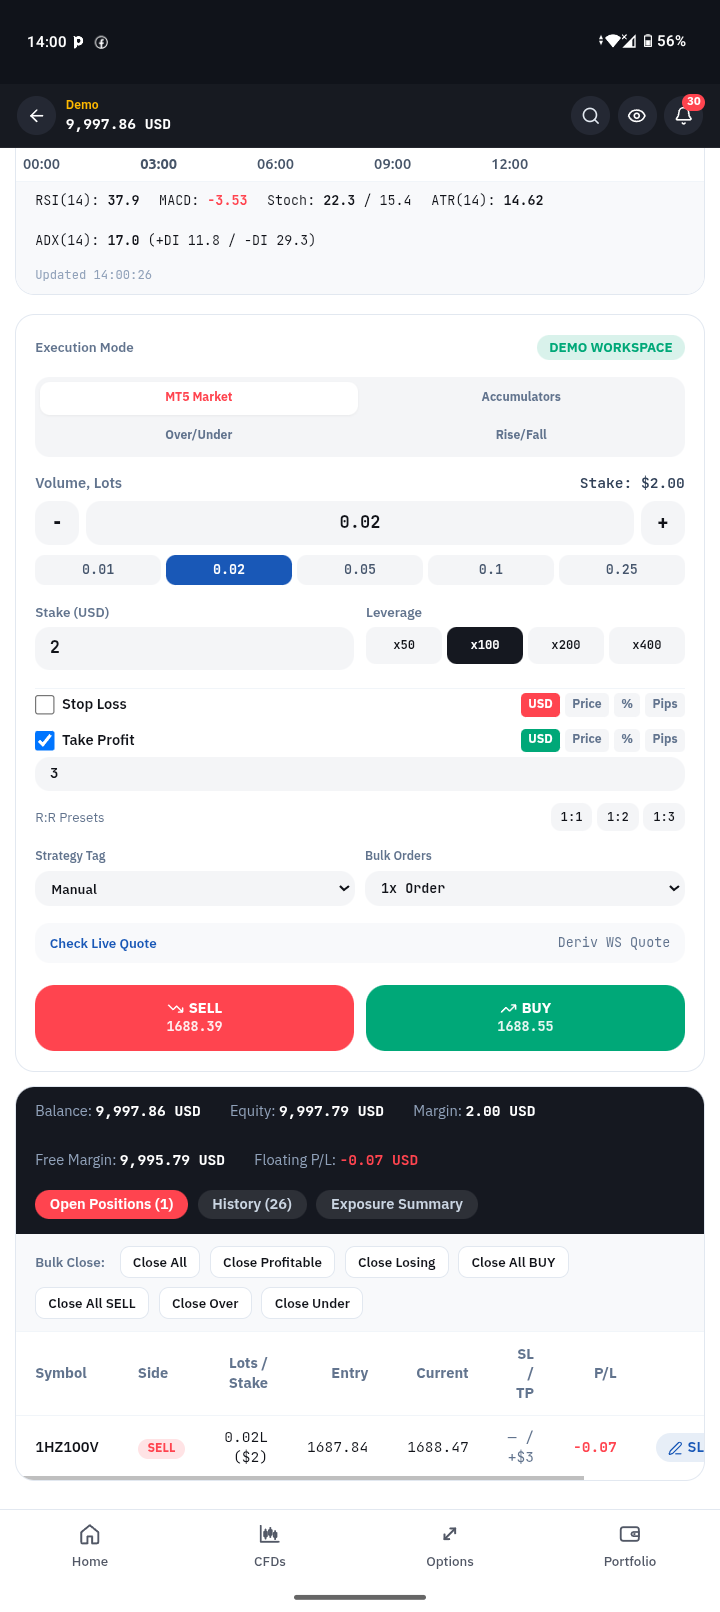 14:00
56%
Demo
9,997.86 USD
30
00:00 03:00 06:00 09:00 12:00
RSI(14): 37.9 MACD: -3.53 Stoch: 22.3 / 15.4 ATR(14): 14.62
ADX(14): 17.0 (+DI 11.8 / -DI 29.3)
Updated 14:00:26
Execution Mode DEMO WORKSPACE
MT5 Market Accumulators
Over/Under Rise/Fall
Volume, Lots Stake: $2.00
- 0.02 +
0.01 0.02 0.05 0.1 0.25
Stake (USD) Leverage
2 x50 x100 x200 x400
Stop Loss USD Price % Pips
Take Profit USD Price % Pips
3
R:R Presets 1:1 1:2 1:3
Strategy Tag Bulk Orders
Manual 1x Order
Check Live Quote Deriv WS Quote
SELL BUY
1688.39 1688.55
Balance: 9,997.86 USD Equity: 9,997.79 USD Margin: 2.00 USD
Free Margin: 9,995.79 USD Floating P/L: -0.07 USD
Open Positions (1) History (26) Exposure Summary
Bulk Close: Close All Close Profitable Close Losing Close All BUY
Close All SELL Close Over Close Under
Symbol Side Lots / Stake Entry Current SL / TP P/L
1HZ100V SELL 0.02L ($2) 1687.84 1688.47 — / +$3 -0.07 SL
Home CFDs Options Portfolio